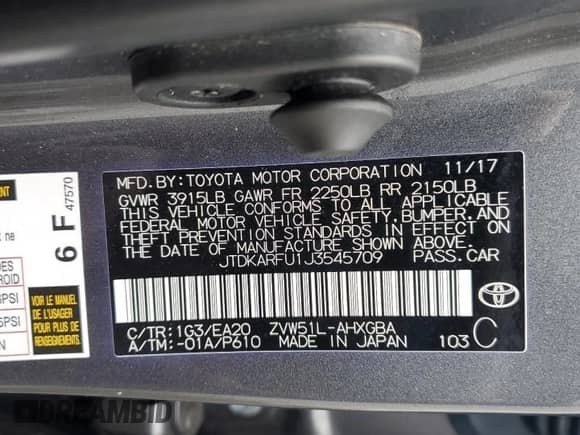 MFD.BY:TOYOTA MOTOR CORPORATION 11/17
GVWR 3915LB GAWR FR 2250LB RR 2150LB
THIS VEHICLE CONFORMS TO ALL APPLICABLE
FEDERAL MOTOR VEHICLE SAFETY,BUMPER,AND
THEFT PREVENTION STANDARDS IN EFFECT ON
THE DATE OF MANUFACTURE SHOWN ABOVE.
JTDKARFU1J3545709 PASS.CAR
C/TR:1G3/EA20 ZVW51L-AHXGBA
A/TM:-01A/P610 MADE IN JAPAN 103 C
6 F 47570
VOIR LE MANUEL
DE L'USAGER
POUR PLUS DE
RENSEIGNEMENTS.
DREAMBID